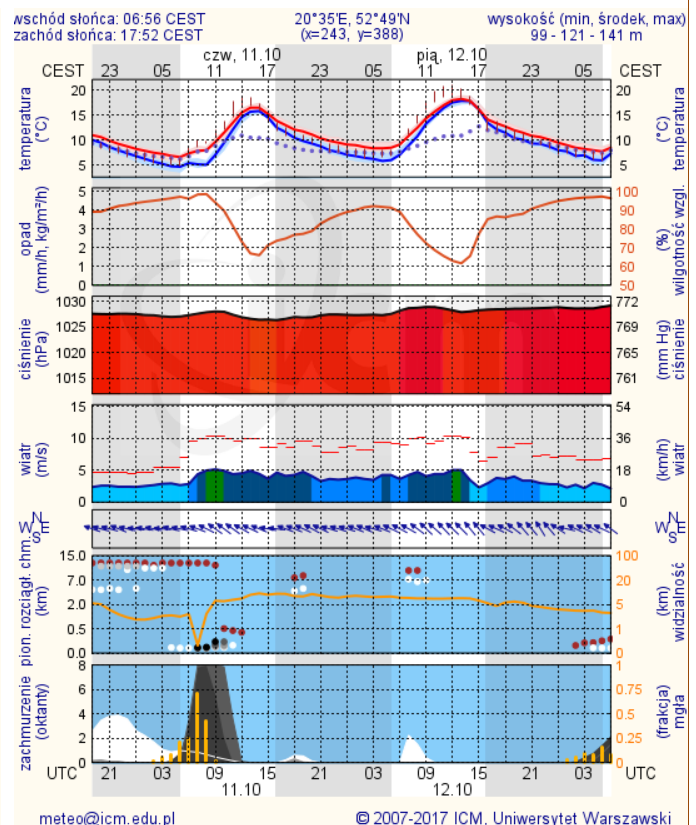 wschód słońca: 06:56 CEST 20°35'E, 52°49'N wysokość (min, środek, max)
zachód słońca: 17:52 CEST (x=243, y=388) 99 - 121 - 141 m
czw, 11.10 pią, 12.10
CEST 23 05 11 17 23 05 11 17 23 05 CEST
temperatura (°C) 20 15 10 5 20 15 10 5 temperatura (°C)
opad (mm/h, kg/m²/h) 5 4 3 2 1 0 100 90 80 70 60 50 (%) wilgotność wzgl.
ciśnienie (hPa) 1030 1025 1020 1015 772 769 765 761 (mm Hg) ciśnienie
wiatr (m/s) 15 10 5 0 54 36 18 0 (km/h) wiatr
N W E S N W E S
pion. rozciągł. chm. (km) 15.0 7.0 2.0 0.5 0.0 100 20 5 1 0 (km) widzialność
zachmurzenie (oktanty) 8 6 4 2 0 1 0.75 0.5 0.25 0 (frakcja) mgła
UTC 21 03 09 15 21 03 09 15 21 03 UTC
11.10 12.10
meteo@icm.edu.pl © 2007-2017 ICM, Uniwersytet Warszawski